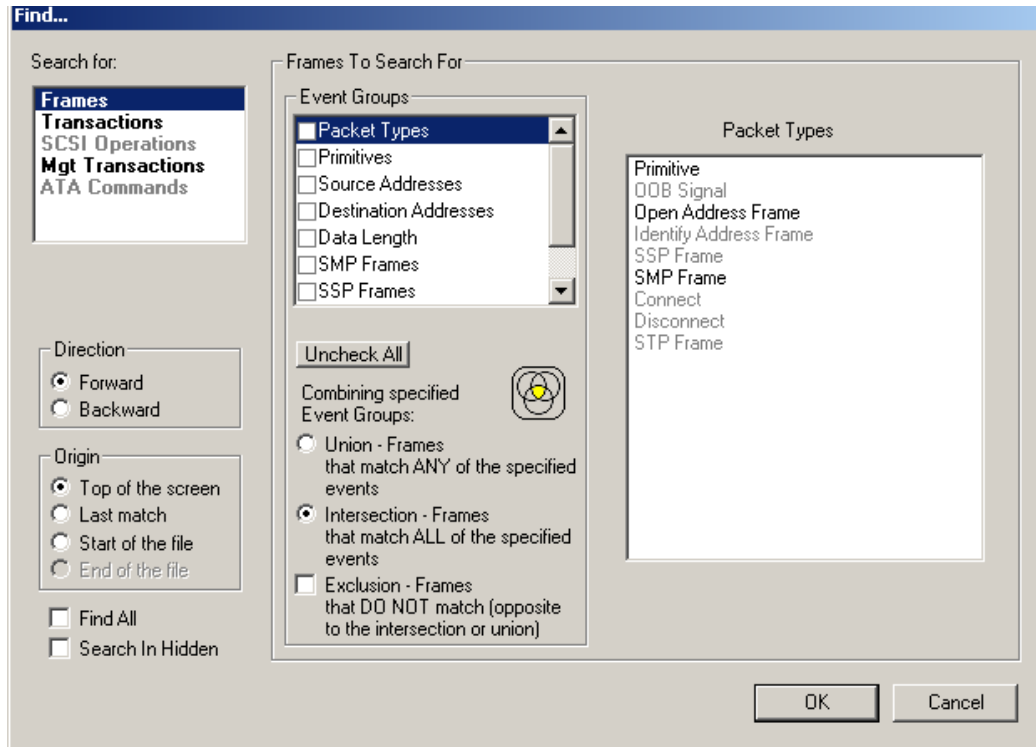 Find...
Search for:
Frames
Transactions
SCSI Operations
Mgt Transactions
ATA Commands
Direction
Forward
Backward
Origin
Top of the screen
Last match
Start of the file
End of the file
Find All
Search In Hidden
Frames To Search For
Event Groups
Packet Types
Primitives
Source Addresses
Destination Addresses
Data Length
SMP Frames
SSP Frames
Uncheck All
Combining specified
Event Groups:
Union - Frames
that match ANY of the specified
events
Intersection - Frames
that match ALL of the specified
events
Exclusion - Frames
that DO NOT match (opposite
to the intersection or union)
Packet Types
Primitive
OOB Signal
Open Address Frame
Identify Address Frame
SSP Frame
SMP Frame
Connect
Disconnect
STP Frame
OK
Cancel